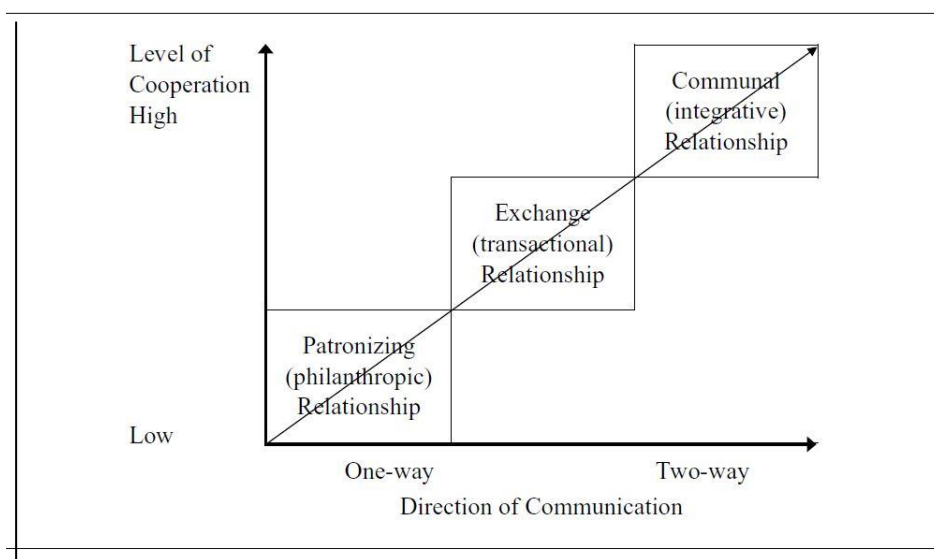 Level of
Cooperation
High
Communal
(integrative)
Relationship
Exchange
(transactional)
Relationship
Patronizing
(philanthropic)
Relationship
Low
One-way
Two-way
Direction of Communication